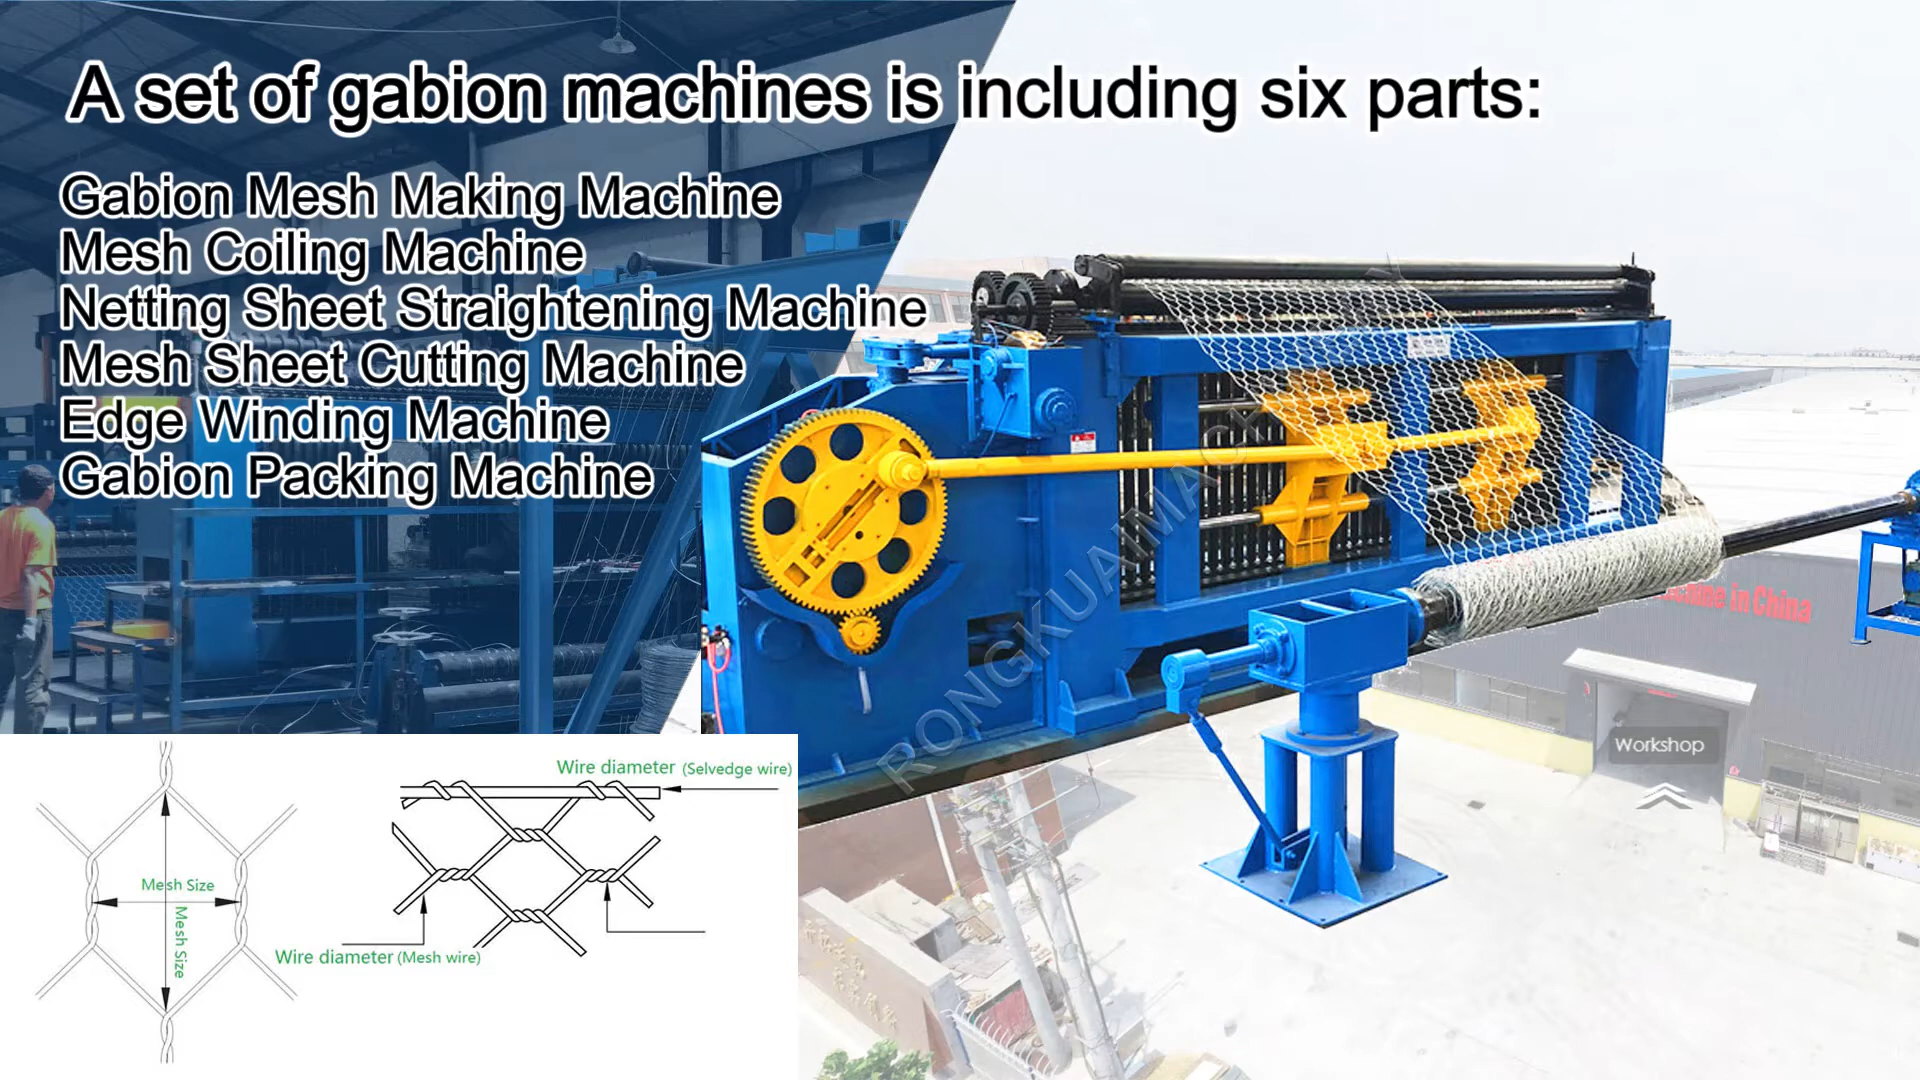 A set of gabion machines is including six parts:
Gabion Mesh Making Machine
Mesh Coiling Machine
Netting Sheet Straightening Machine
Mesh Sheet Cutting Machine
Edge Winding Machine
Gabion Packing Machine
RONGKUAIMACHINERY
Machine in China
Workshop
Wire diameter (Selvedge wire)
Mesh Size
Mesh Size
Wire diameter (Mesh wire)